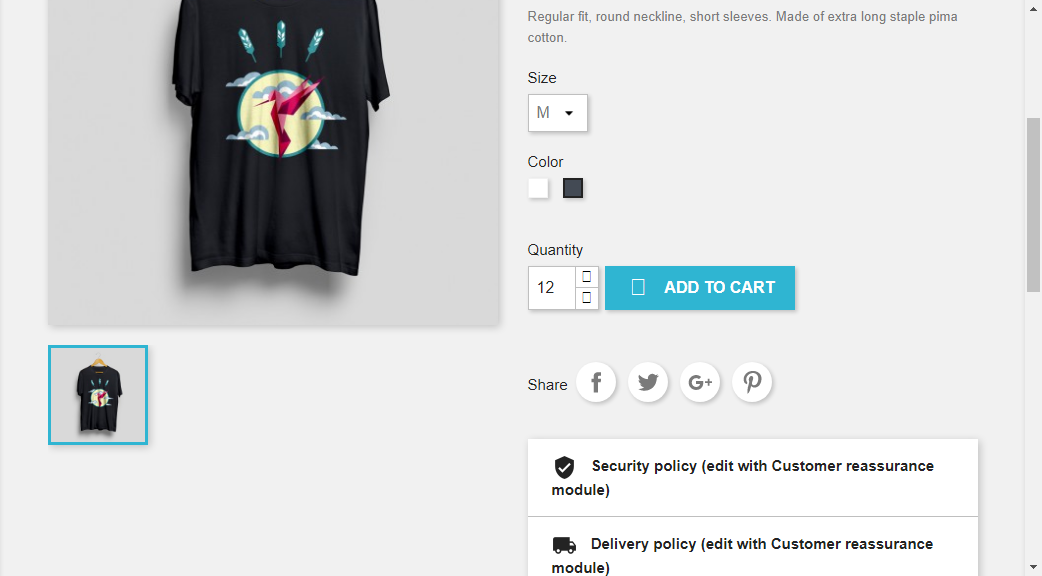 Regular fit, round neckline, short sleeves. Made of extra long staple pima
cotton.
Size
M
Color
Quantity
12
ADD TO CART
Share
G+
Security policy (edit with Customer reassurance
module)
Delivery policy (edit with Customer reassurance
module)